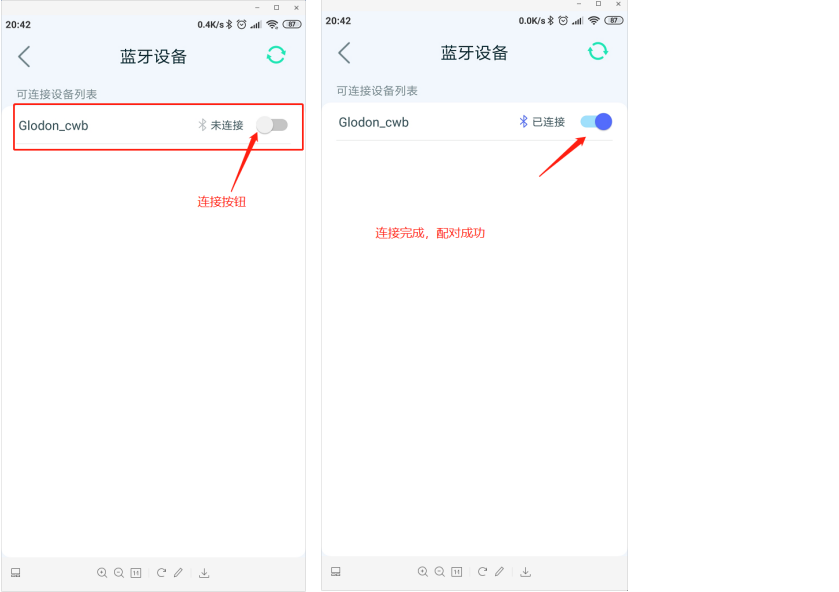 20:42
0.4K/s
87
蓝牙设备
可连接设备列表
Glodon_cwb
未连接
连接按钮
20:42
0.0K/s
87
蓝牙设备
可连接设备列表
Glodon_cwb
已连接
连接完成，配对成功